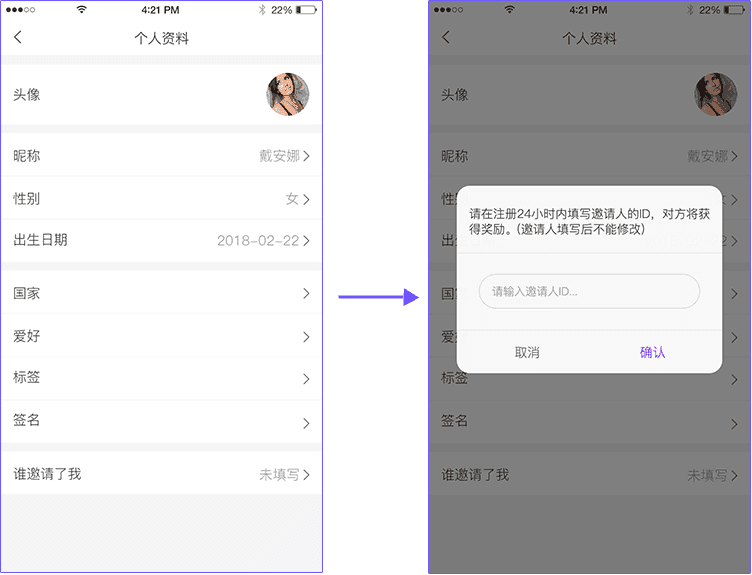 4:21 PM
22%
个人资料
头像
昵称
戴安娜
性别
女
出生日期
2018-02-22
国家
爱好
标签
签名
谁邀请了我
未填写
4:21 PM
22%
个人资料
头像
昵称
戴安娜
请在注册24小时内填写邀请人的ID，对方将获
得奖励。(邀请人填写后不能修改)
请输入邀请人ID...
取消
确认
标签
签名
谁邀请了我
未填写